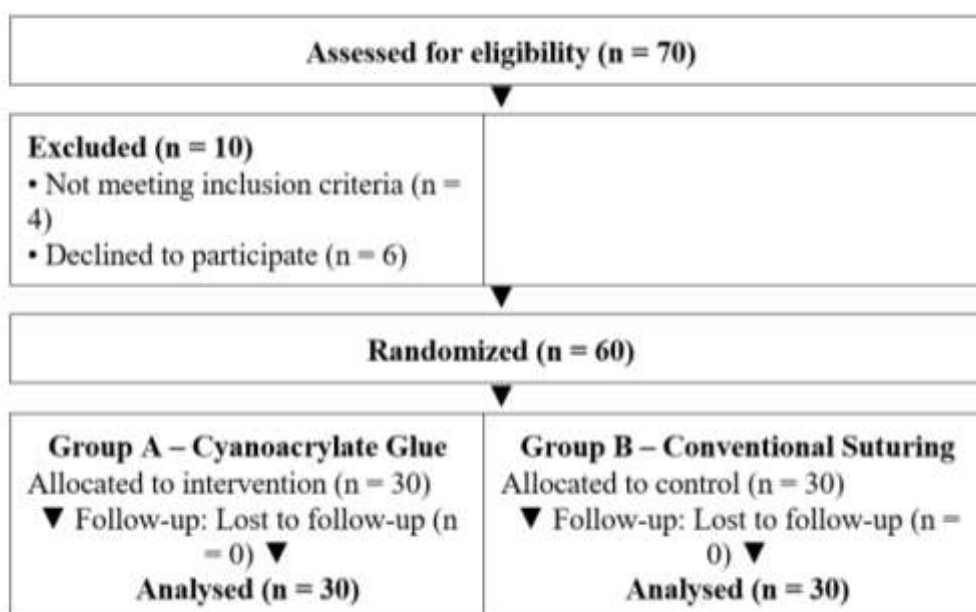 Assessed for eligibility (n = 70)
▼
Excluded (n = 10)
• Not meeting inclusion criteria (n =
4)
• Declined to participate (n = 6)
▼
Randomized (n = 60)
▼
Group A – Cyanoacrylate Glue
Allocated to intervention (n = 30)
▼ Follow-up: Lost to follow-up (n
= 0) ▼
Analysed (n = 30)
Group B – Conventional Suturing
Allocated to control (n = 30)
▼ Follow-up: Lost to follow-up (n =
0) ▼
Analysed (n = 30)